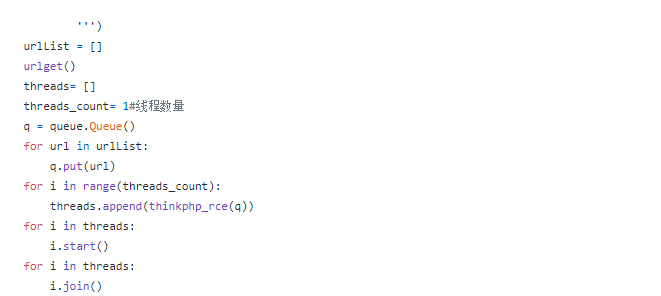 ''')
urlList = []
urlget()
threads= []
threads_count= 1#线程数量
q = queue.Queue()
for url in urlList:
    q.put(url)
for i in range(threads_count):
    threads.append(thinkphp_rce(q))
for i in threads:
    i.start()
for i in threads:
    i.join()